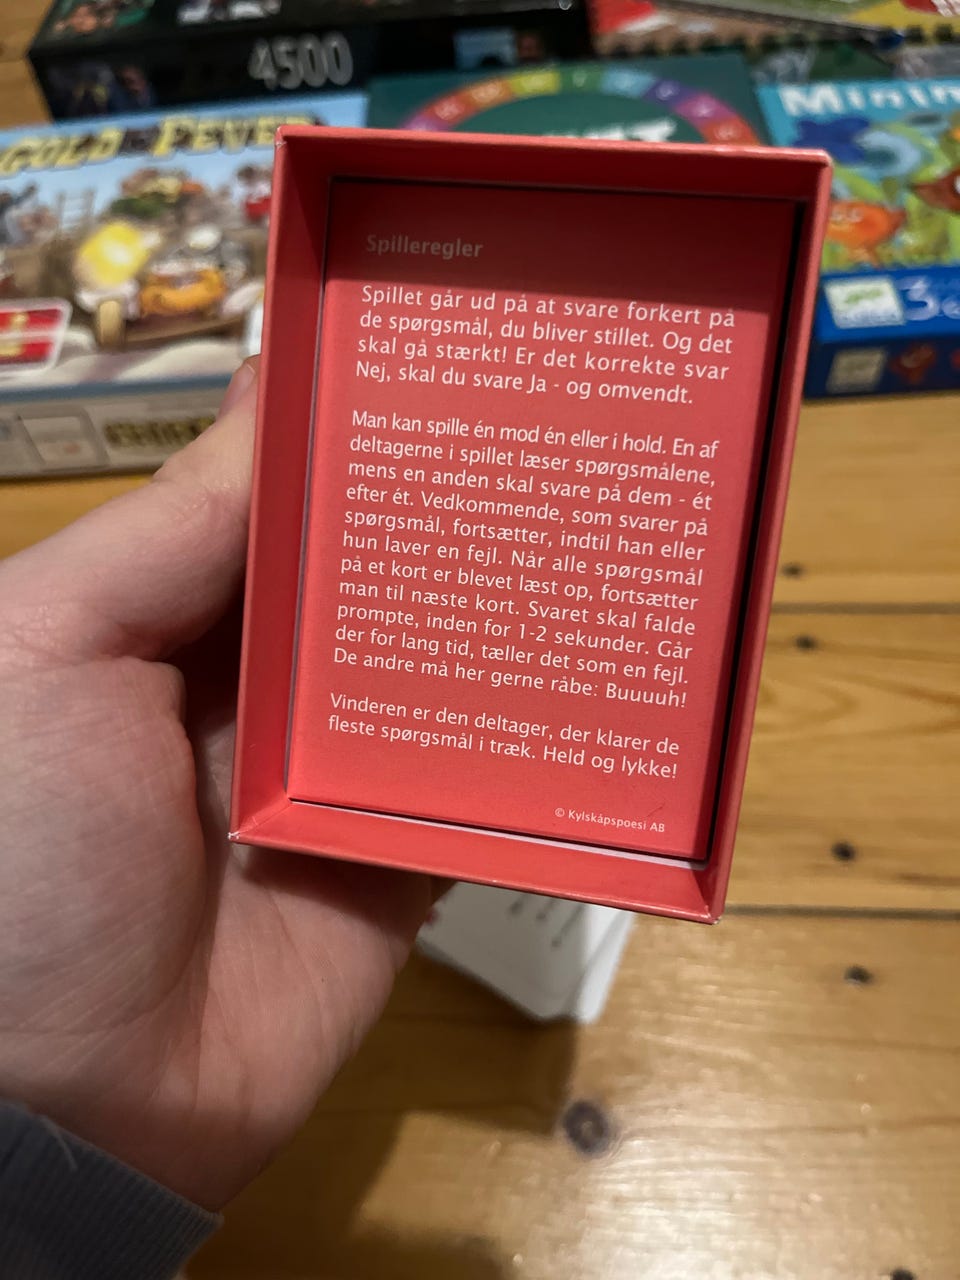 4500
GOLD FEVER
Minim
3
Spilleregler
Spillet går ud på at svare forkert på
de spørgsmål, du bliver stillet. Og det
skal gå stærkt! Er det korrekte svar
Nej, skal du svare Ja - og omvendt.
Man kan spille én mod én eller i hold. En af
deltagerne i spillet læser spørgsmålene,
mens en anden skal svare på dem - ét
efter ét. Vedkommende, som svarer på
spørgsmål, fortsætter, indtil han eller
hun laver en fejl. Når alle spørgsmål
på et kort er blevet læst op, fortsætter
man til næste kort. Svaret skal falde
prompte, inden for 1-2 sekunder. Går
der for lang tid, tæller det som en fejl.
De andre må her gerne råbe: Buuuuh!
Vinderen er den deltager, der klarer de
fleste spørgsmål i træk. Held og lykke!
© Kylskåpspoesi AB